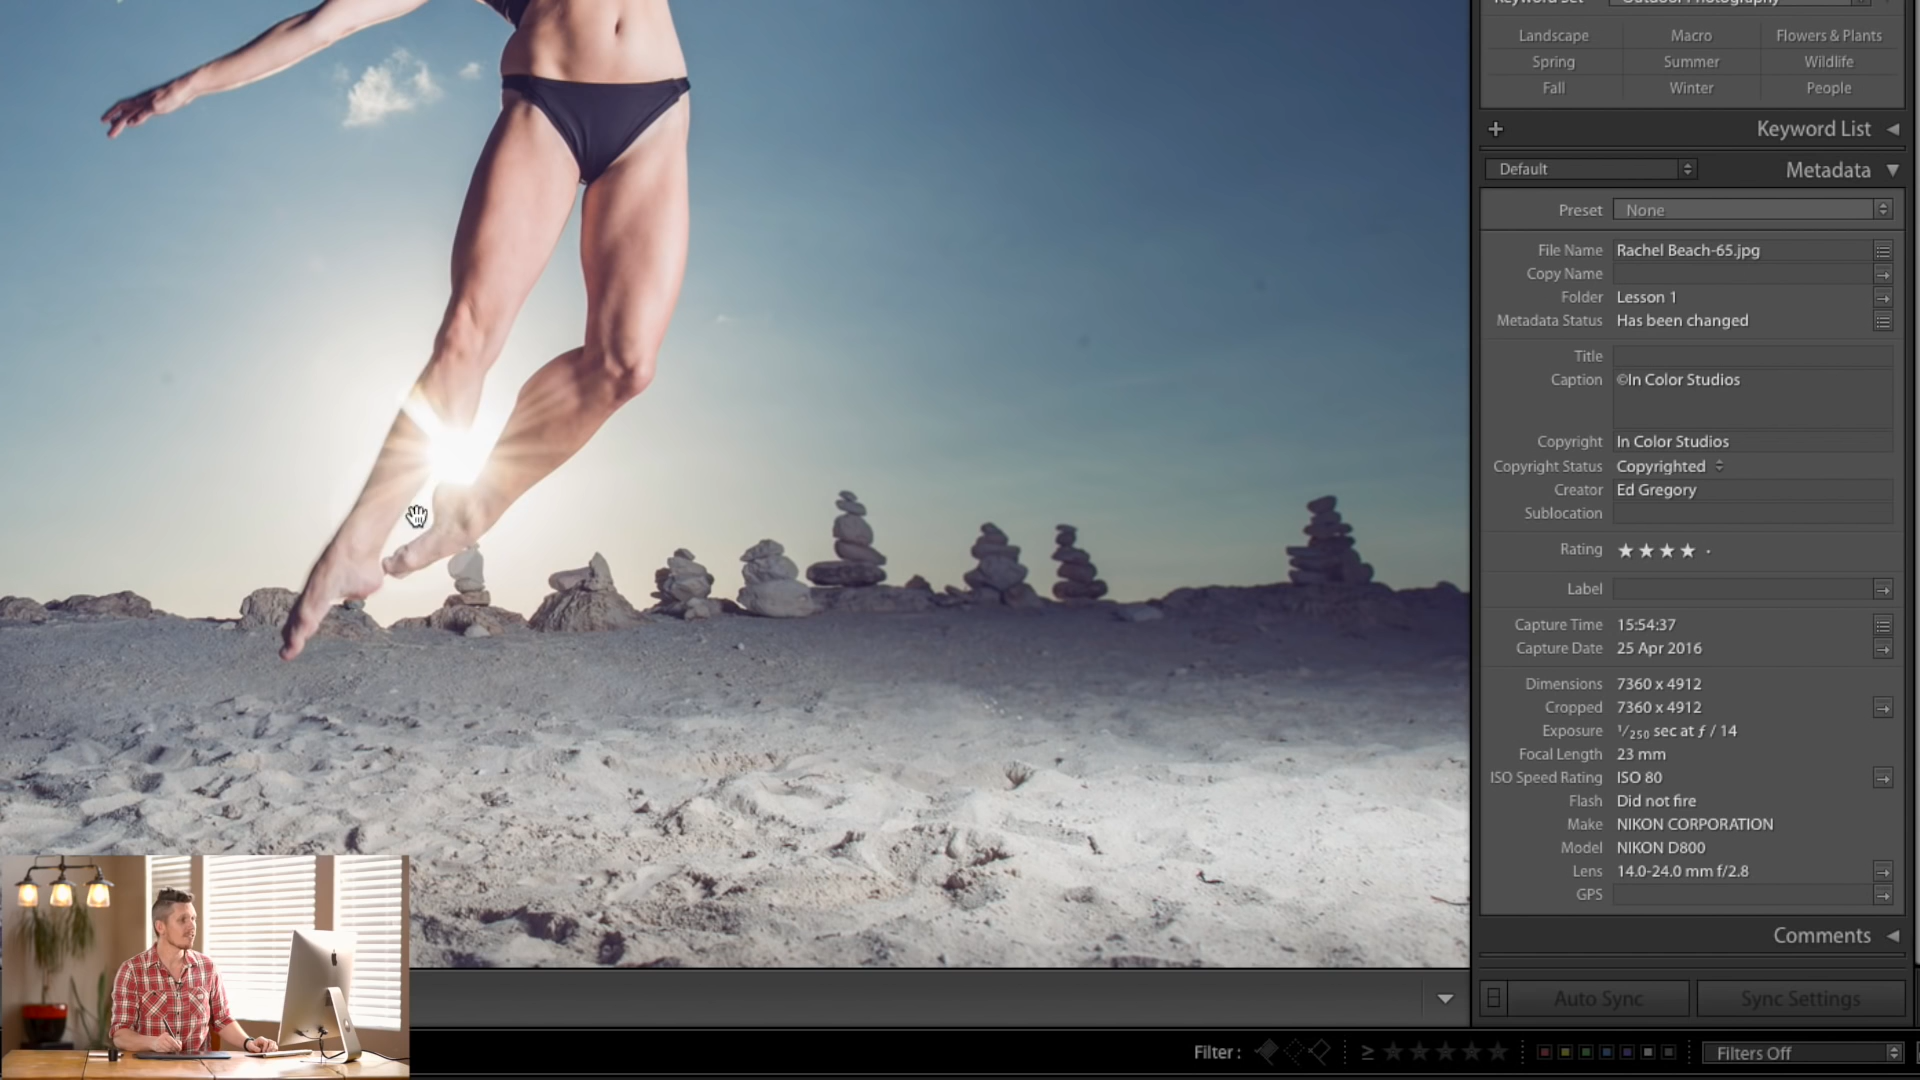 Keyword Set Outdoor Photography
Landscape Macro Flowers & Plants
Spring Summer Wildlife
Fall Winter People
+ Keyword List
Default Metadata
Preset None
File Name Rachel Beach-65.jpg
Copy Name
Folder Lesson 1
Metadata Status Has been changed
Title
Caption ©In Color Studios
Copyright In Color Studios
Copyright Status Copyrighted
Creator Ed Gregory
Sublocation
Rating ★★★★ ·
Label
Capture Time 15:54:37
Capture Date 25 Apr 2016
Dimensions 7360 x 4912
Cropped 7360 x 4912
Exposure 1/250 sec at ƒ / 14
Focal Length 23 mm
ISO Speed Rating ISO 80
Flash Did not fire
Make NIKON CORPORATION
Model NIKON D800
Lens 14.0-24.0 mm f/2.8
GPS
Comments
Auto Sync Sync Settings
Filter : ≥ ★★★★★ Filters Off